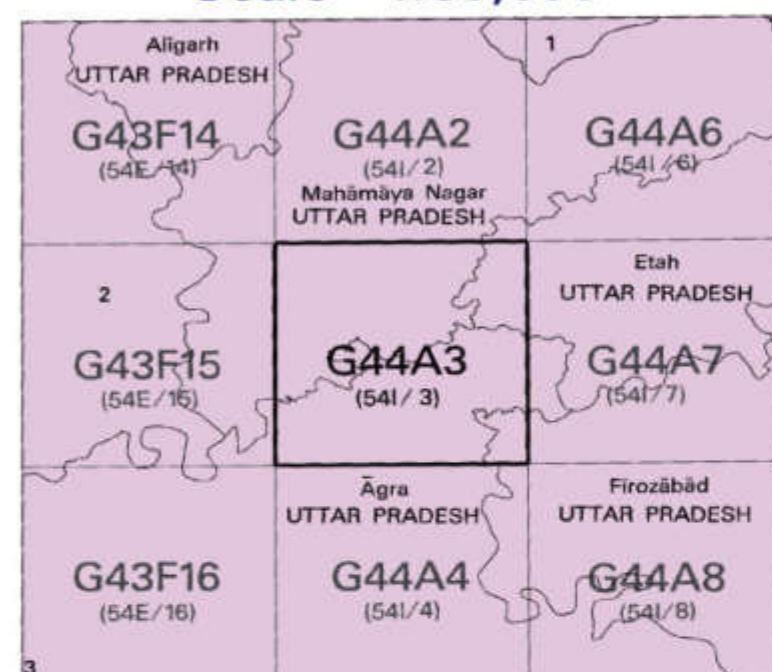 Aligarh
UTTAR PRADESH
1
G43F14
(54E/14)
G44A2
(54I/2)
G44A6
(54I/6)
Mahāmāya Nagar
UTTAR PRADESH
2
Etah
UTTAR PRADESH
G43F15
(54E/15)
G44A3
(54I/3)
G44A7
(54I/7)
Āgra
UTTAR PRADESH
Firozābād
UTTAR PRADESH
G43F16
(54E/16)
G44A4
(54I/4)
G44A8
(54I/8)
3